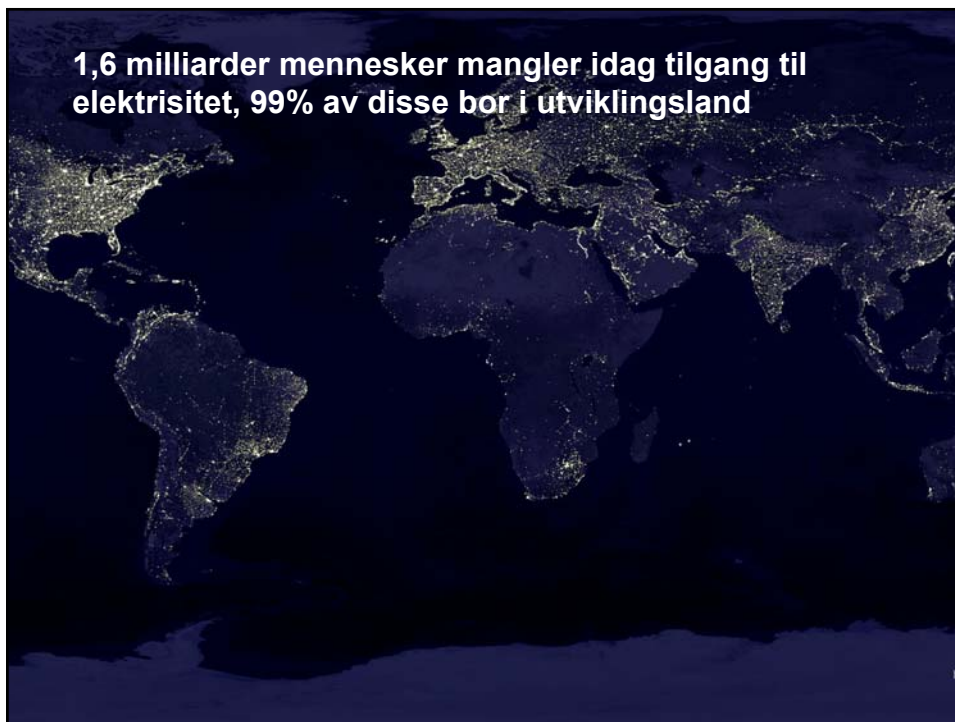 1,6 milliarder mennesker mangler idag tilgang til
elektrisitet, 99% av disse bor i utviklingsland